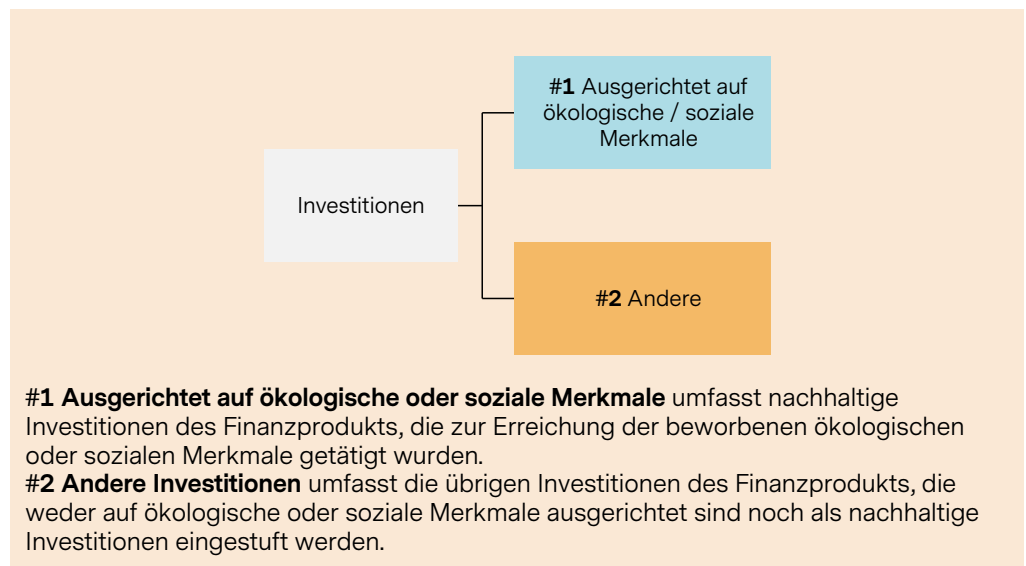 #1 Ausgerichtet auf
ökologische / soziale
Merkmale
Investitionen
#2 Andere
#1 Ausgerichtet auf ökologische oder soziale Merkmale umfasst nachhaltige
Investitionen des Finanzprodukts, die zur Erreichung der beworbenen ökologischen
oder sozialen Merkmale getätigt wurden.
#2 Andere Investitionen umfasst die übrigen Investitionen des Finanzprodukts, die
weder auf ökologische oder soziale Merkmale ausgerichtet sind noch als nachhaltige
Investitionen eingestuft werden.